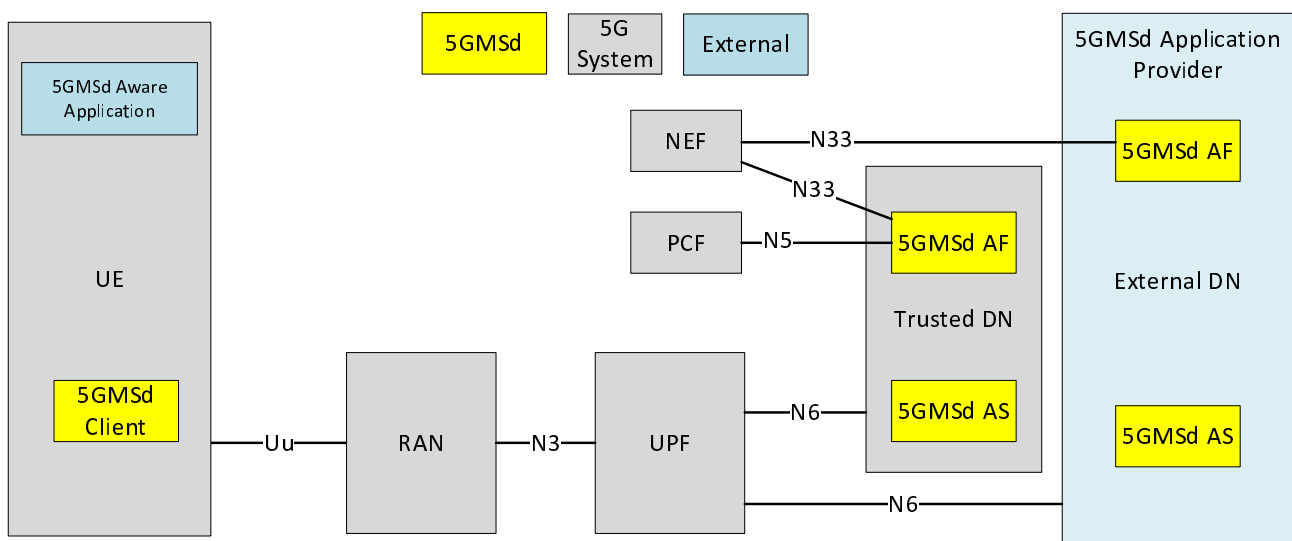 5GMSd
5G
System
External
5GMSd Application
Provider
5GMSd Aware
Application
NEF
N33
5GMSd AF
N33
PCF
N5
5GMSd AF
UE
External DN
Trusted DN
5GMSd
Client
5GMSd AS
N6
5GMSd AS
Uu
RAN
N3
UPF
N6